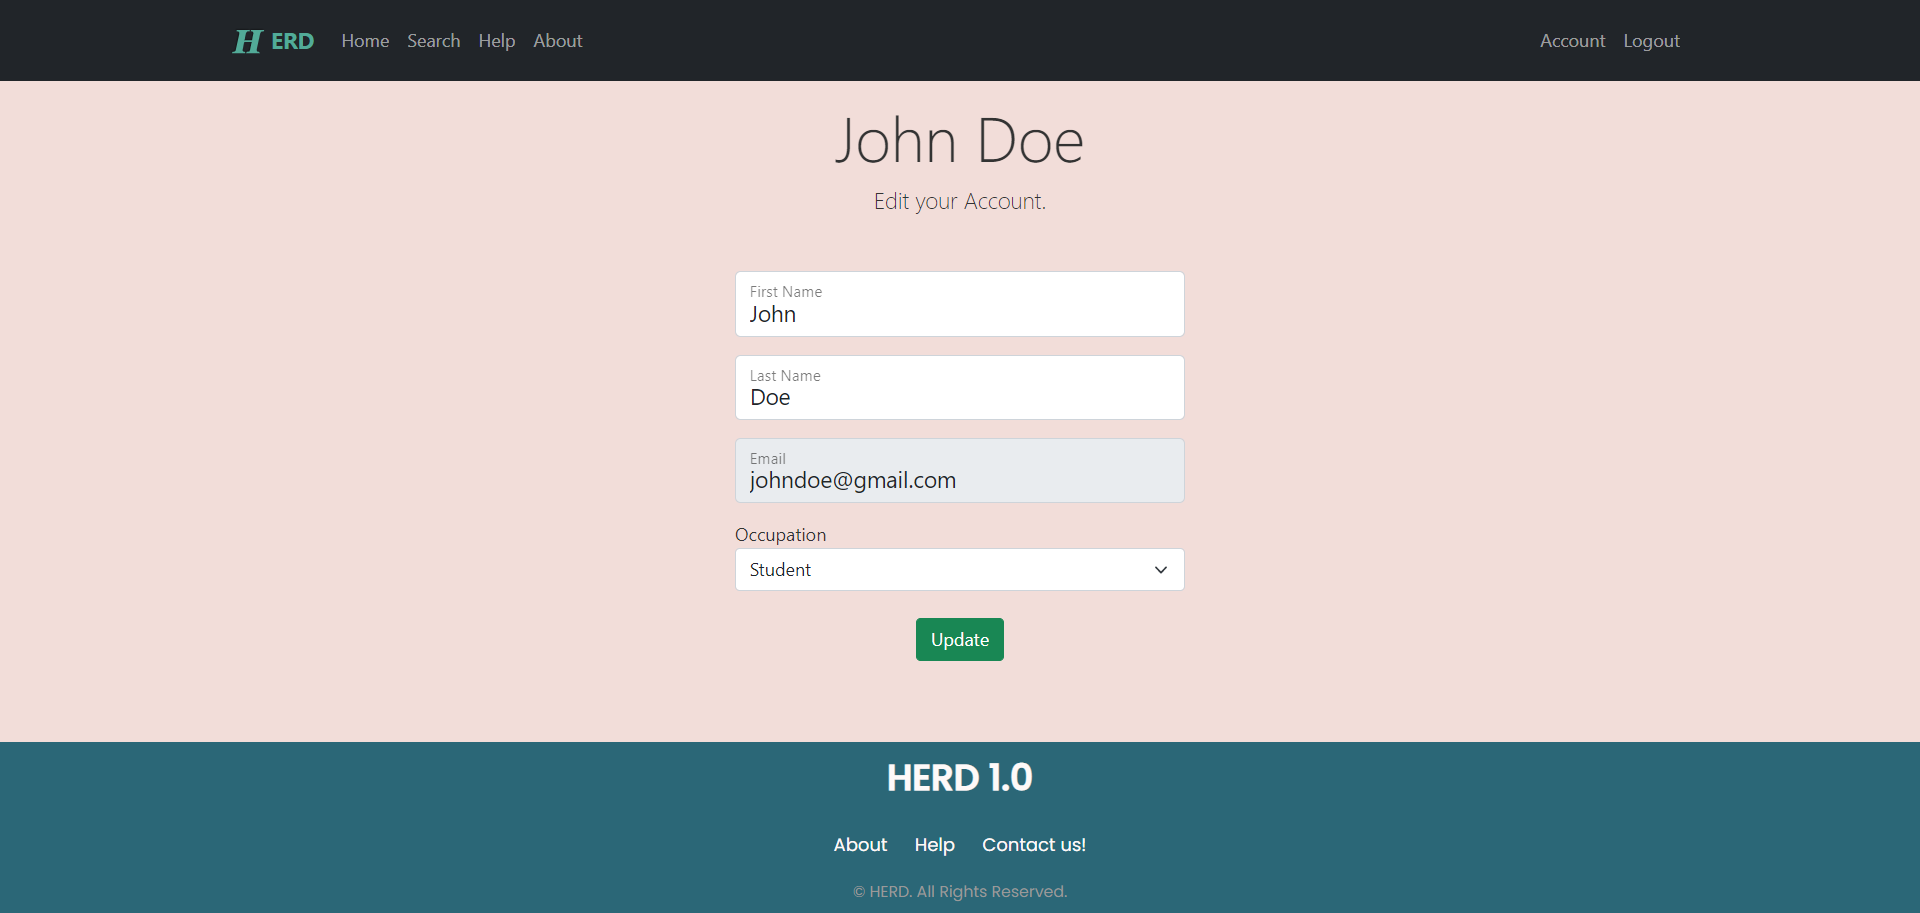 H ERD Home Search Help About Account Logout
John Doe
Edit your Account.
First Name
John
Last Name
Doe
Email
johndoe@gmail.com
Occupation
Student
Update
HERD 1.0
About Help Contact us!
© HERD. All Rights Reserved.